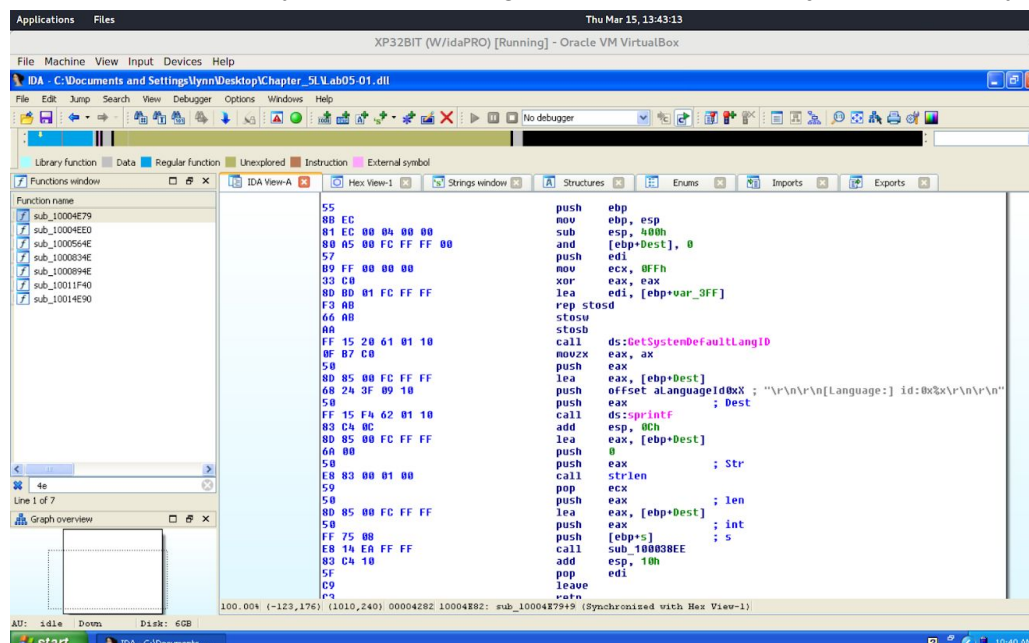 Applications Files Thu Mar 15, 13:43:13
XP32BIT (W/idaPRO) [Running] - Oracle VM VirtualBox
File Machine View Input Devices Help
IDA - C:\Documents and Settings\lynn\Desktop\Chapter_5L\Lab05-01.dll
File Edit Jump Search View Debugger Options Windows Help
No debugger
Library function Data Regular function Unexplored Instruction External symbol
Functions window IDA View-A Hex View-1 Strings window Structures Enums Imports Exports
Function name
sub_10004E79
sub_10004EE0
sub_1000564E
sub_1000834E
sub_1000894E
sub_10011F40
sub_10014E90
4e
Line 1 of 7
Graph overview
55 push ebp
8B EC mov ebp, esp
81 EC 00 04 00 00 sub esp, 400h
80 A5 00 FC FF FF 00 and [ebp+Dest], 0
57 push edi
B9 FF 00 00 00 mov ecx, 0FFh
33 C0 xor eax, eax
8D BD 01 FC FF FF lea edi, [ebp+var_3FF]
F3 AB rep stosd
66 AB stosw
AA stosb
FF 15 20 61 01 10 call ds:GetSystemDefaultLangID
0F B7 C0 movzx eax, ax
50 push eax
8D 85 00 FC FF FF lea eax, [ebp+Dest]
68 24 3F 09 10 push offset aLanguageId0xX ; "\r\n\r\n[Language:] id:0x%x\r\n\r\n"
50 push eax ; Dest
FF 15 F4 62 01 10 call ds:sprintf
83 C4 0C add esp, 0Ch
8D 85 00 FC FF FF lea eax, [ebp+Dest]
6A 00 push 0
50 push eax ; Str
E8 83 00 01 00 call strlen
59 pop ecx
50 push eax ; len
8D 85 00 FC FF FF lea eax, [ebp+Dest]
50 push eax ; int
FF 75 08 push [ebp+s] ; s
E8 14 EA FF FF call sub_100038EE
83 C4 10 add esp, 10h
5F pop edi
C9 leave
C3 retn
100.00% (-123,176) (1010,240) 00004282 10004E82: sub_10004E79+9 (Synchronized with Hex View-1)
AU: idle Down Disk: 6GB
start 10:40 AM